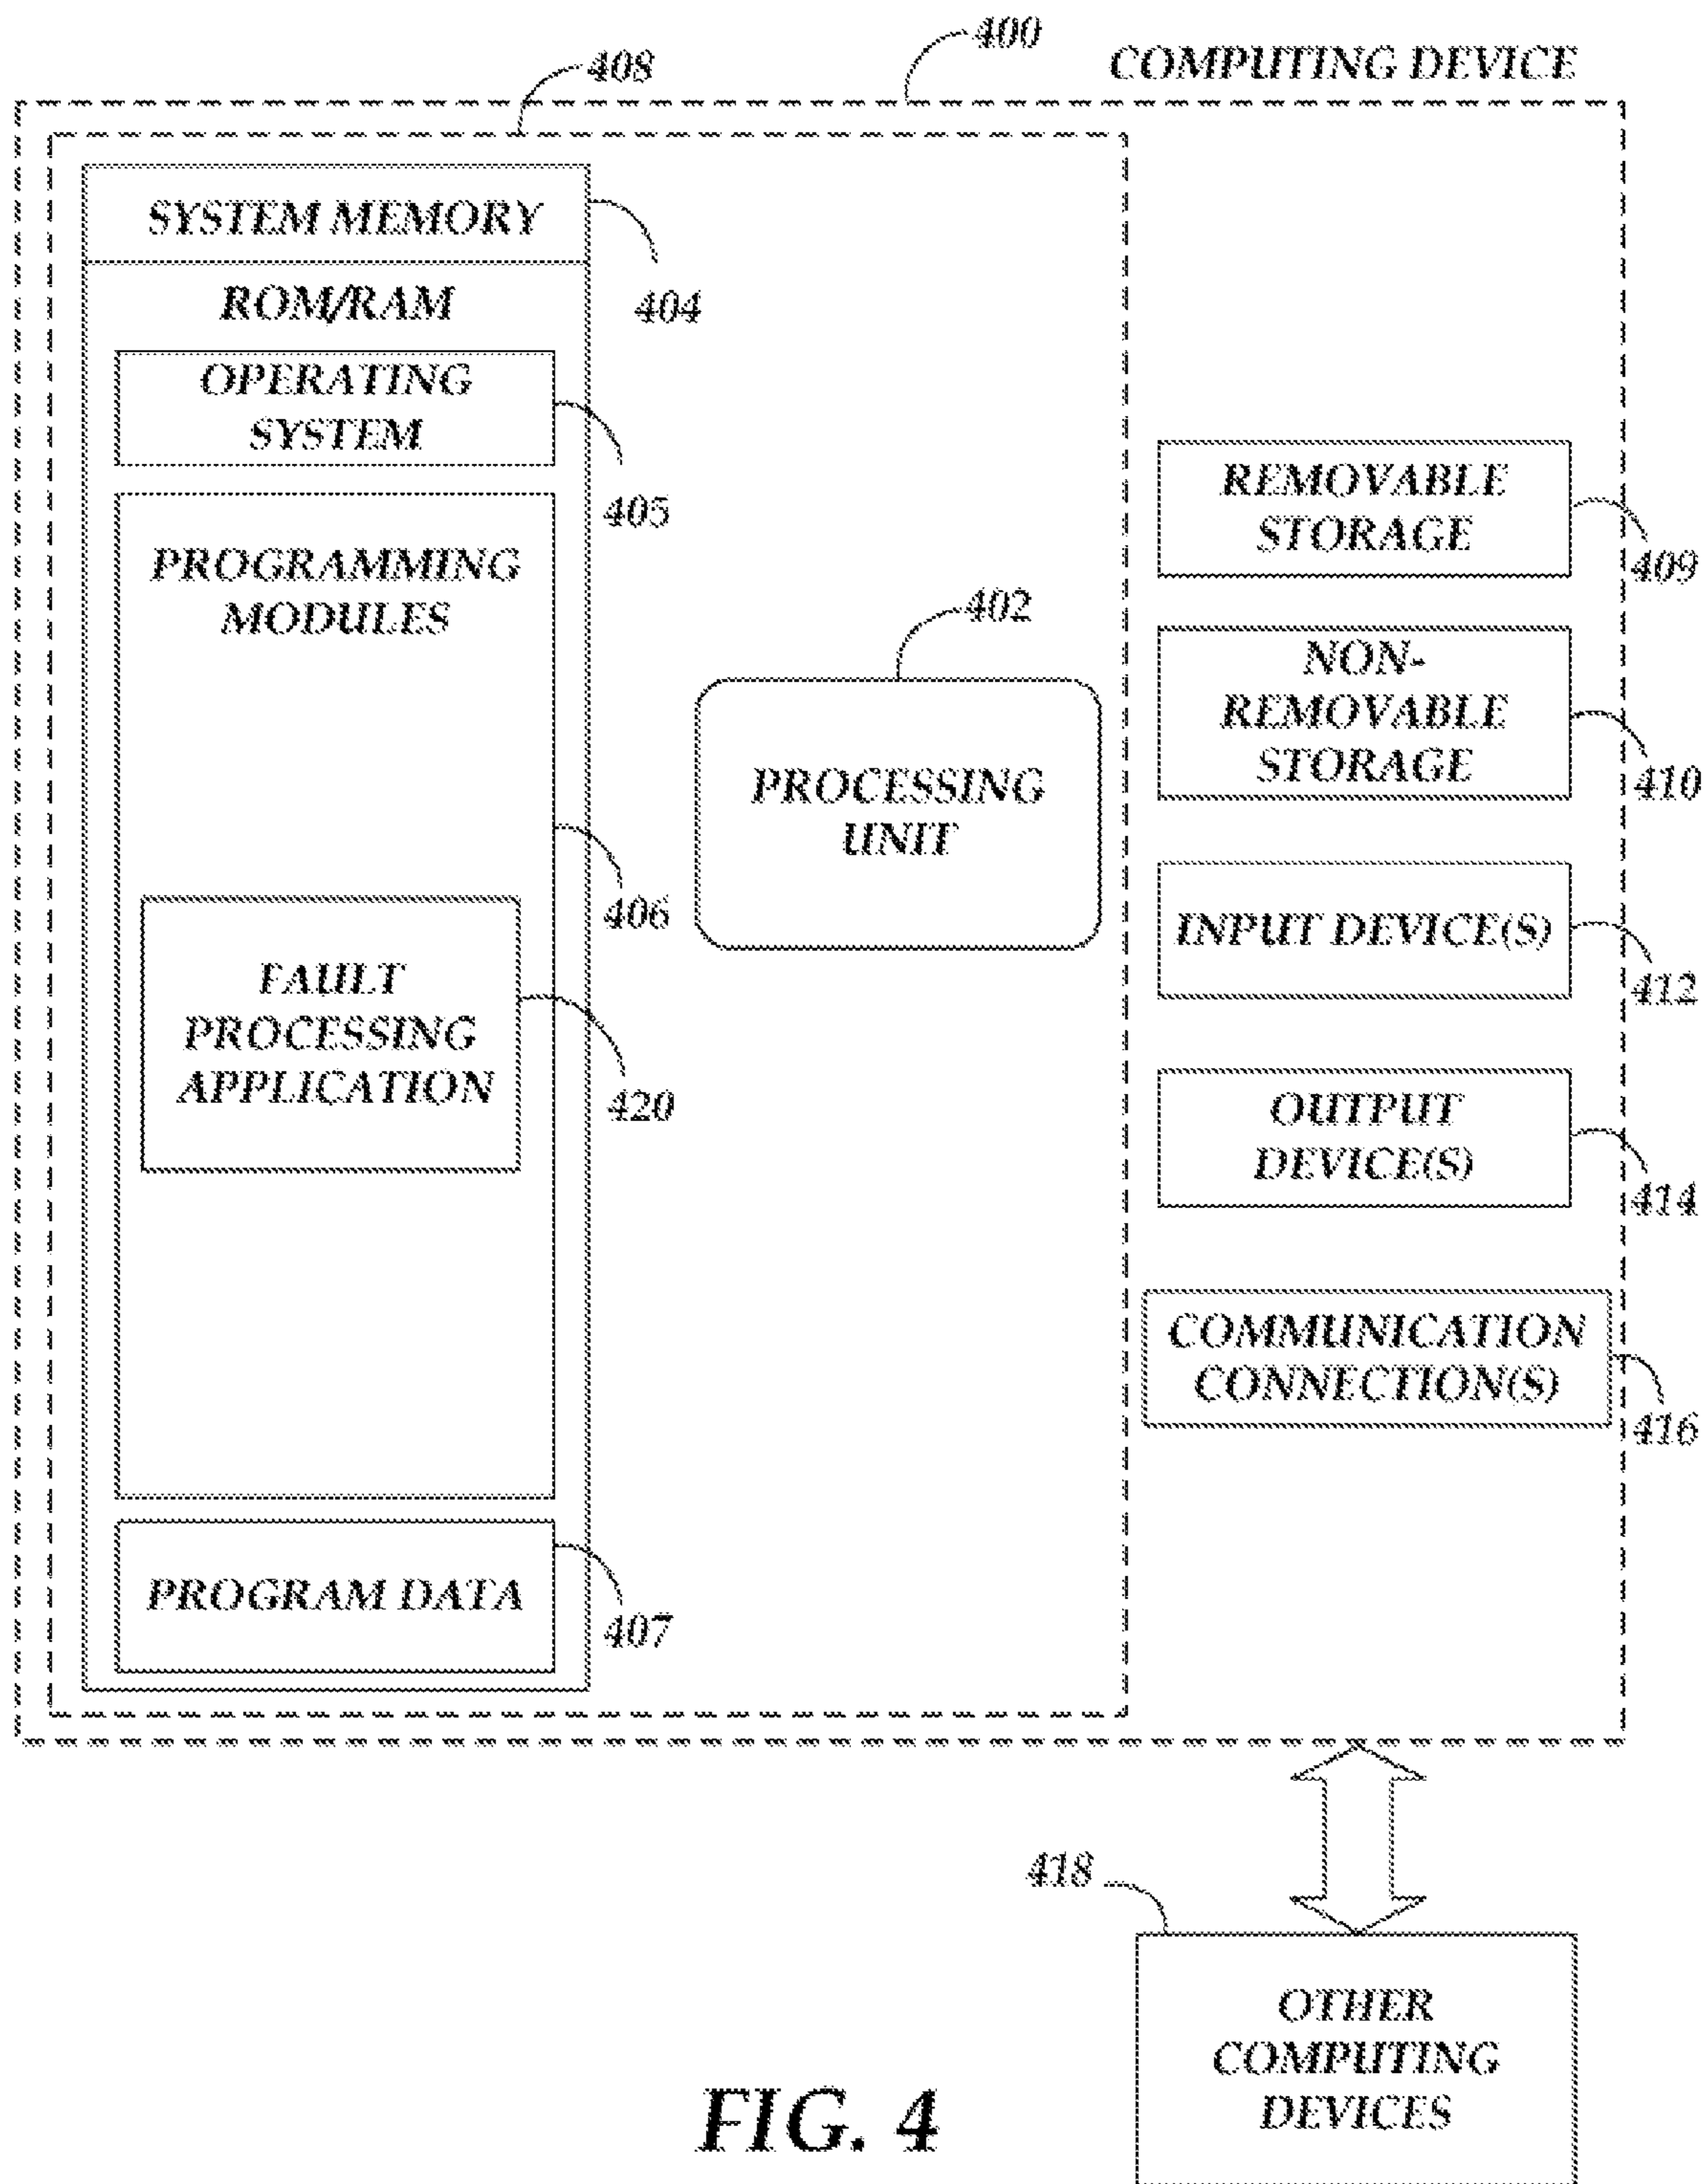 400
COMPUTING DEVICE
408
SYSTEM MEMORY
404
ROM/RAM
OPERATING
SYSTEM
405
PROGRAMMING
MODULES
406
FAULT
PROCESSING
APPLICATION
420
PROGRAM DATA
407
402
PROCESSING
UNIT
REMOVABLE
STORAGE
409
NON-
REMOVABLE
STORAGE
410
INPUT DEVICE(S)
412
OUTPUT
DEVICE(S)
414
COMMUNICATION
CONNECTION(S)
416
418
OTHER
COMPUTING
DEVICES
FIG. 4